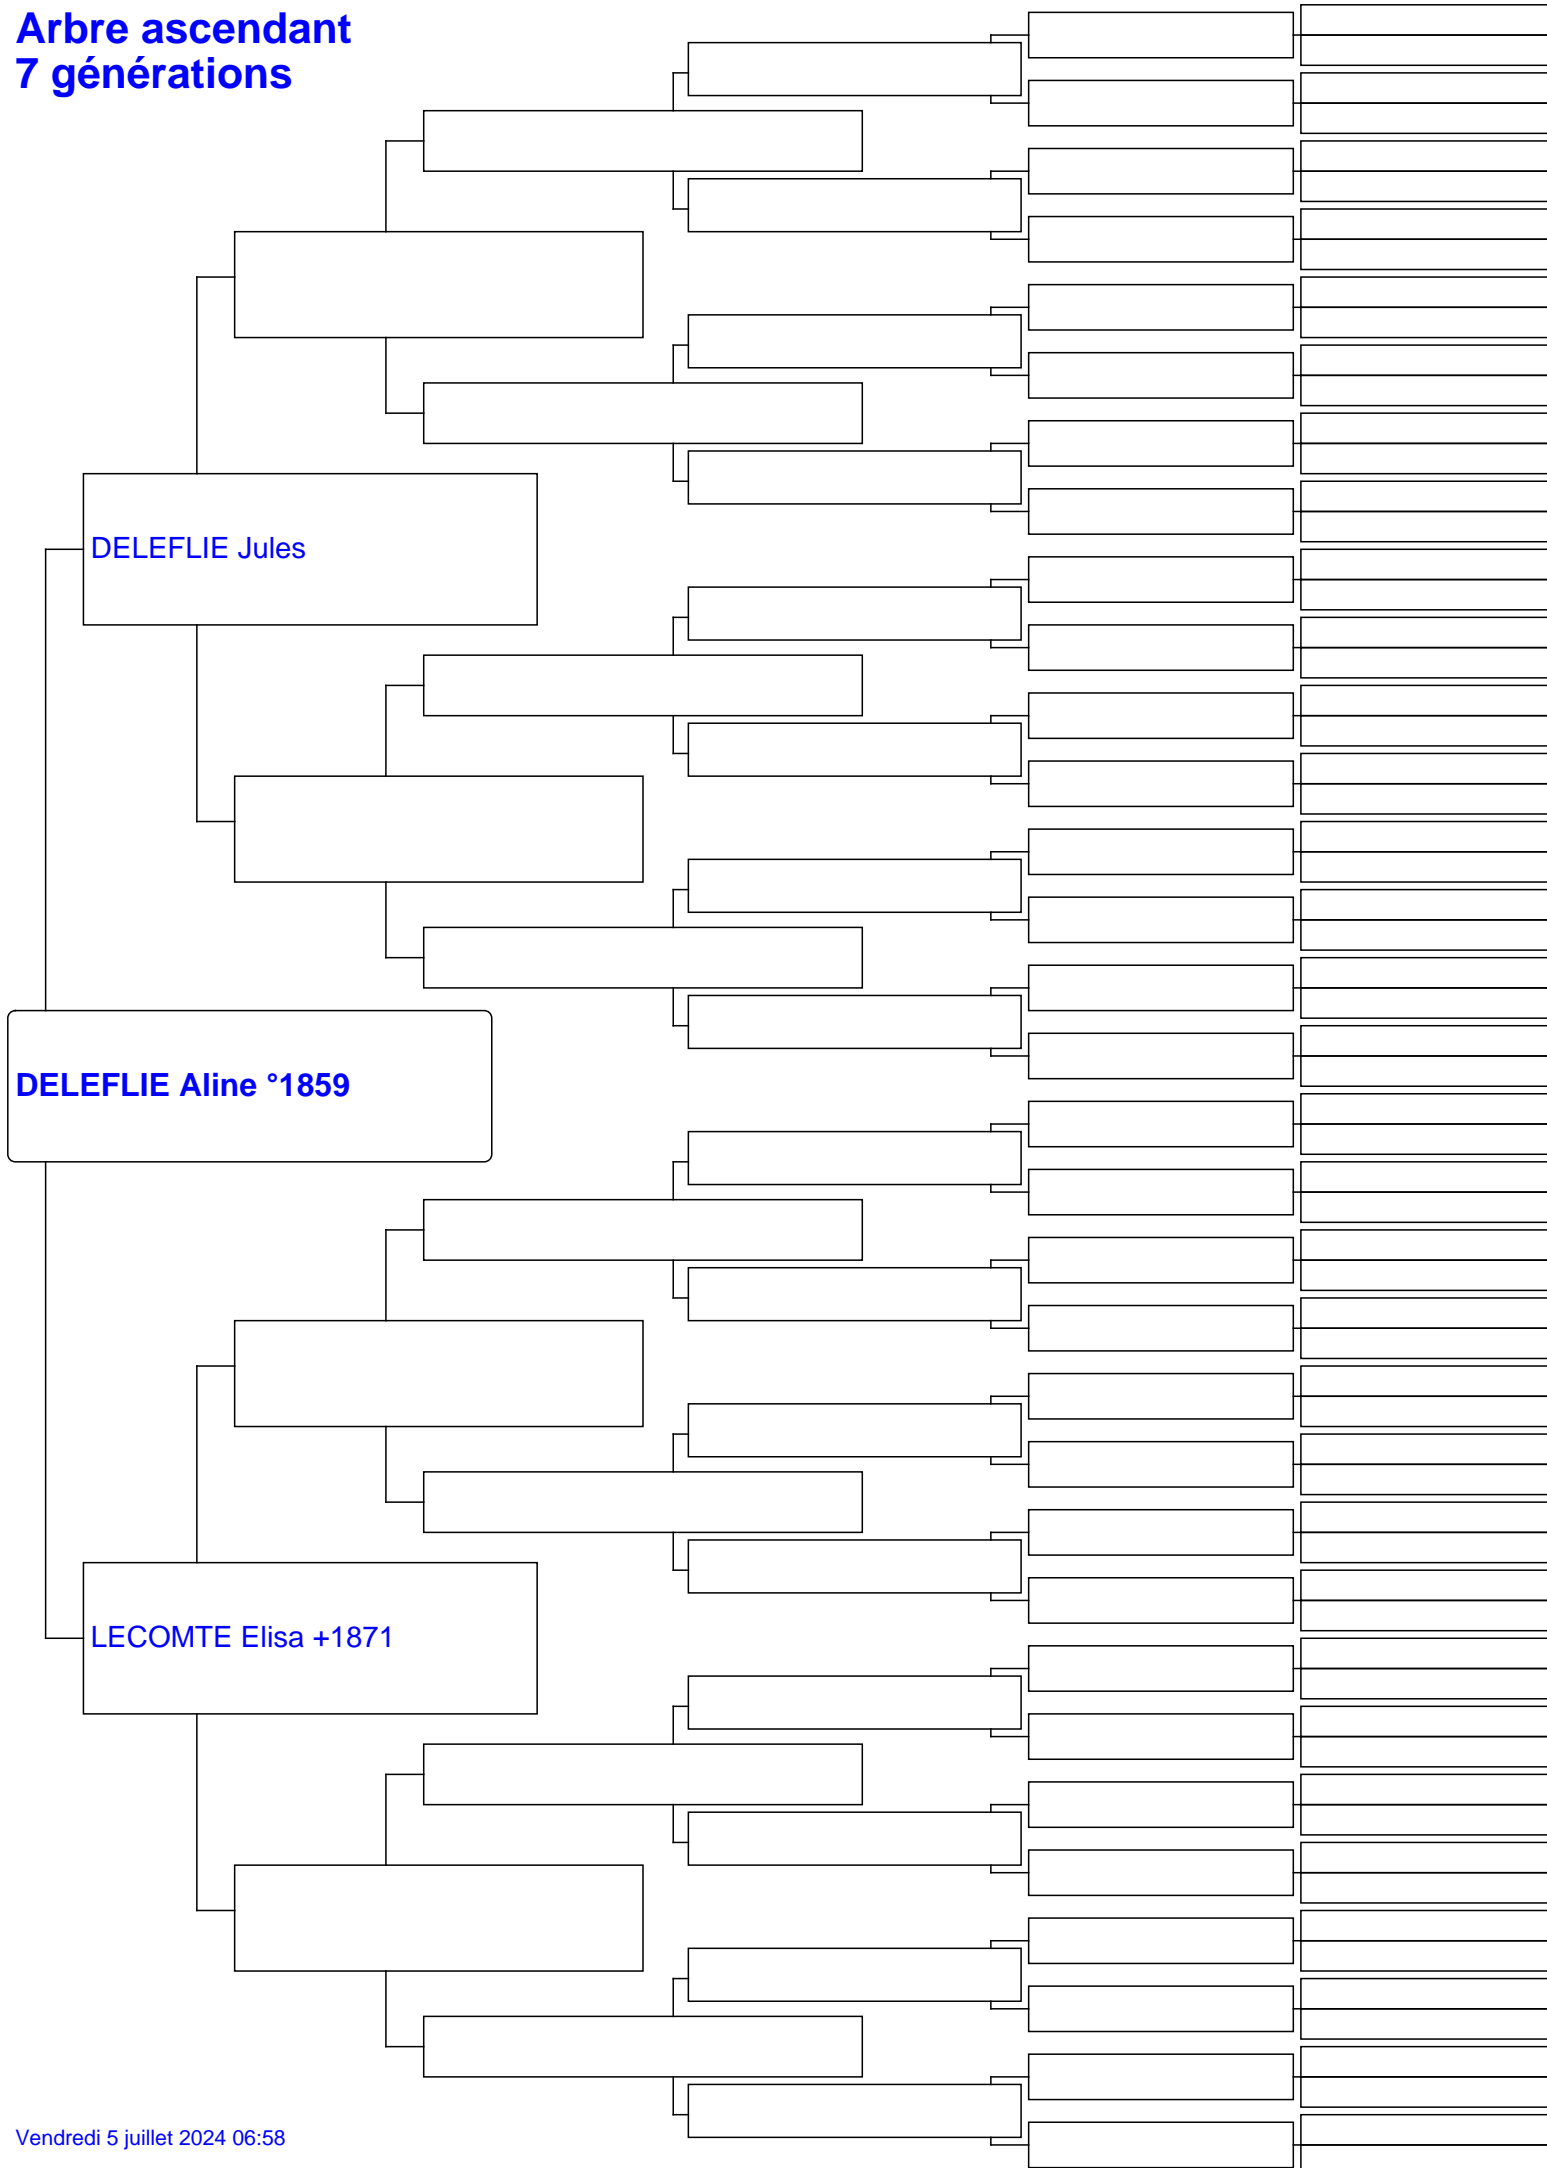 Arbre ascendant
7 générations
DELEFLIE Jules
DELEFLIE Aline °1859
LECOMTE Elisa +1871
Vendredi 5 juillet 2024 06:58